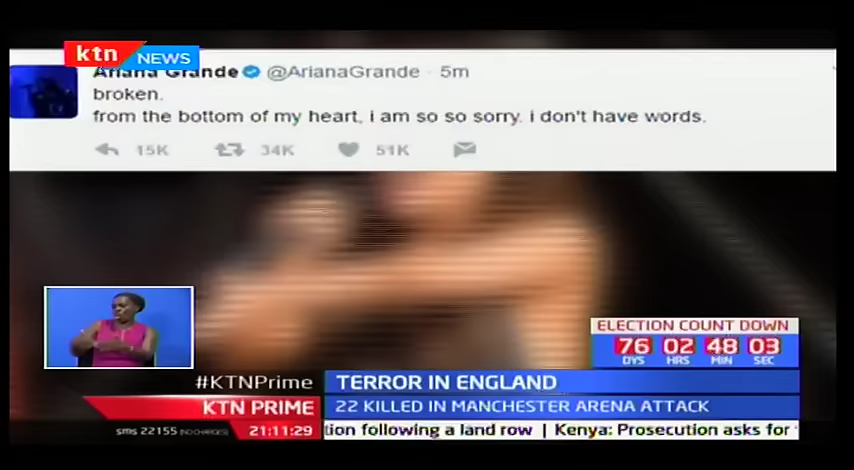 ktn NEWS
Ariana Grande @ArianaGrande · 5m
broken.
from the bottom of my heart, i am so so sorry. i don't have words.
15K 34K 51K
ELECTION COUNT DOWN
76 02 48 03
DYS HRS MIN SEC
#KTNPrime TERROR IN ENGLAND
KTN PRIME 22 KILLED IN MANCHESTER ARENA ATTACK
sms 22155 (NO CHARGES) 21:11:29 tion following a land row | Kenya: Prosecution asks for